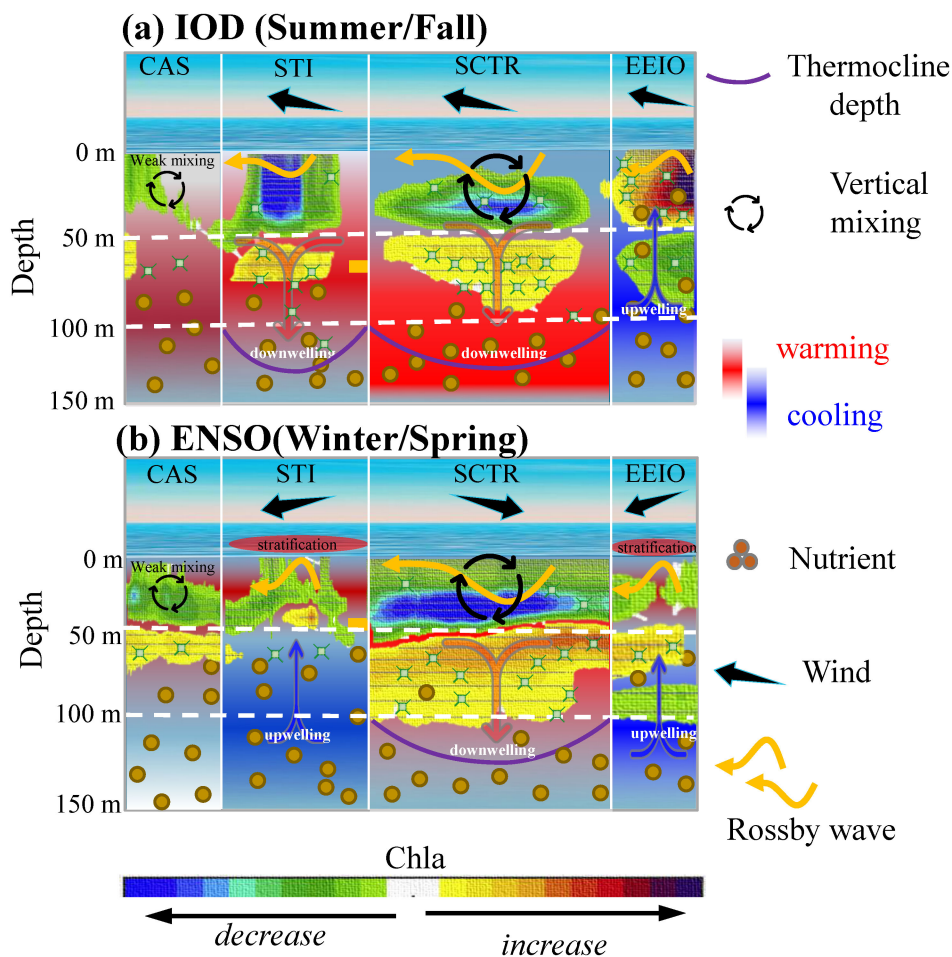 (a) IOD (Summer/Fall)
CAS STI SCTR EEIO
Thermocline
depth
0 m
Weak mixing
Vertical
mixing
50 m
Depth
100 m
upwelling
downwelling downwelling
warming
150 m
cooling
(b) ENSO(Winter/Spring)
CAS STI SCTR EEIO
stratification stratification
0 m
Weak mixing
Nutrient
50 m
Depth
Wind
100 m
upwelling downwelling upwelling
150 m
Rossby wave
Chla
decrease increase